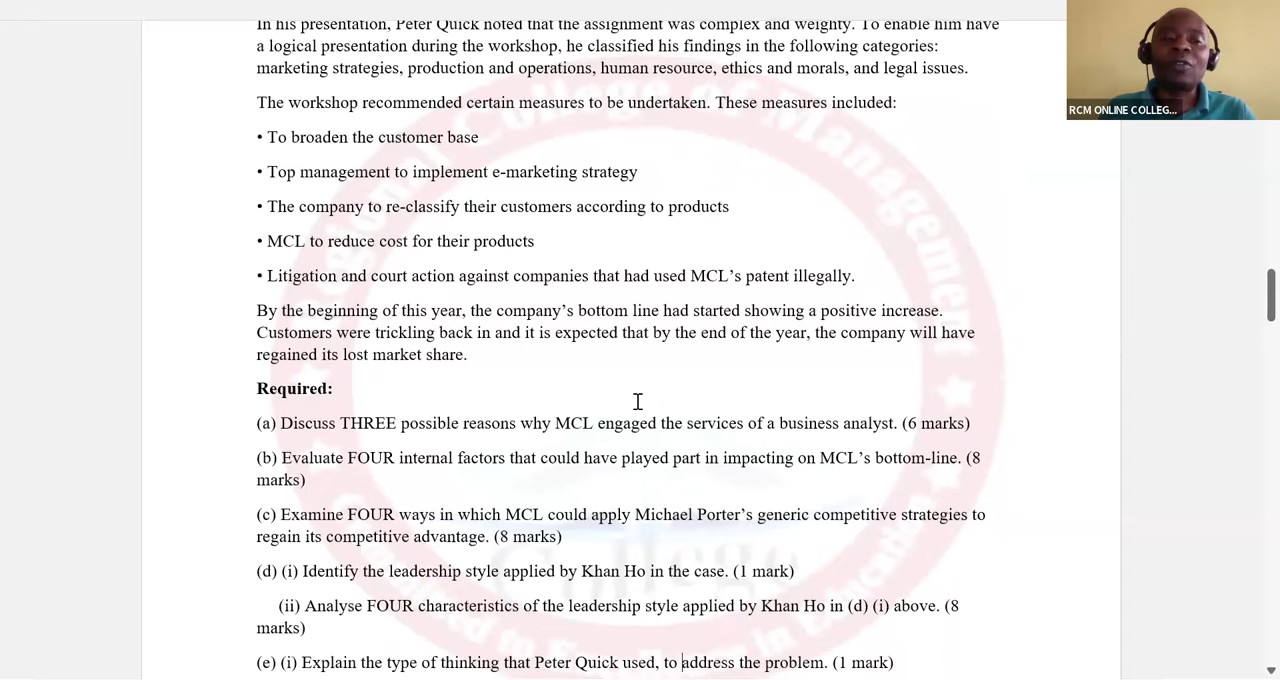 In his presentation, Peter Quick noted that the assignment was complex and weighty. To enable him have
a logical presentation during the workshop, he classified his findings in the following categories:
marketing strategies, production and operations, human resource, ethics and morals, and legal issues.
The workshop recommended certain measures to be undertaken. These measures included:
• To broaden the customer base
• Top management to implement e-marketing strategy
• The company to re-classify their customers according to products
• MCL to reduce cost for their products
• Litigation and court action against companies that had used MCL’s patent illegally.
By the beginning of this year, the company’s bottom line had started showing a positive increase.
Customers were trickling back in and it is expected that by the end of the year, the company will have
regained its lost market share.
Required:
(a) Discuss THREE possible reasons why MCL engaged the services of a business analyst. (6 marks)
(b) Evaluate FOUR internal factors that could have played part in impacting on MCL’s bottom-line. (8
marks)
(c) Examine FOUR ways in which MCL could apply Michael Porter’s generic competitive strategies to
regain its competitive advantage. (8 marks)
(d) (i) Identify the leadership style applied by Khan Ho in the case. (1 mark)
(ii) Analyse FOUR characteristics of the leadership style applied by Khan Ho in (d) (i) above. (8
marks)
(e) (i) Explain the type of thinking that Peter Quick used, to address the problem. (1 mark)
RCM ONLINE COLLEG...
College of Management
College